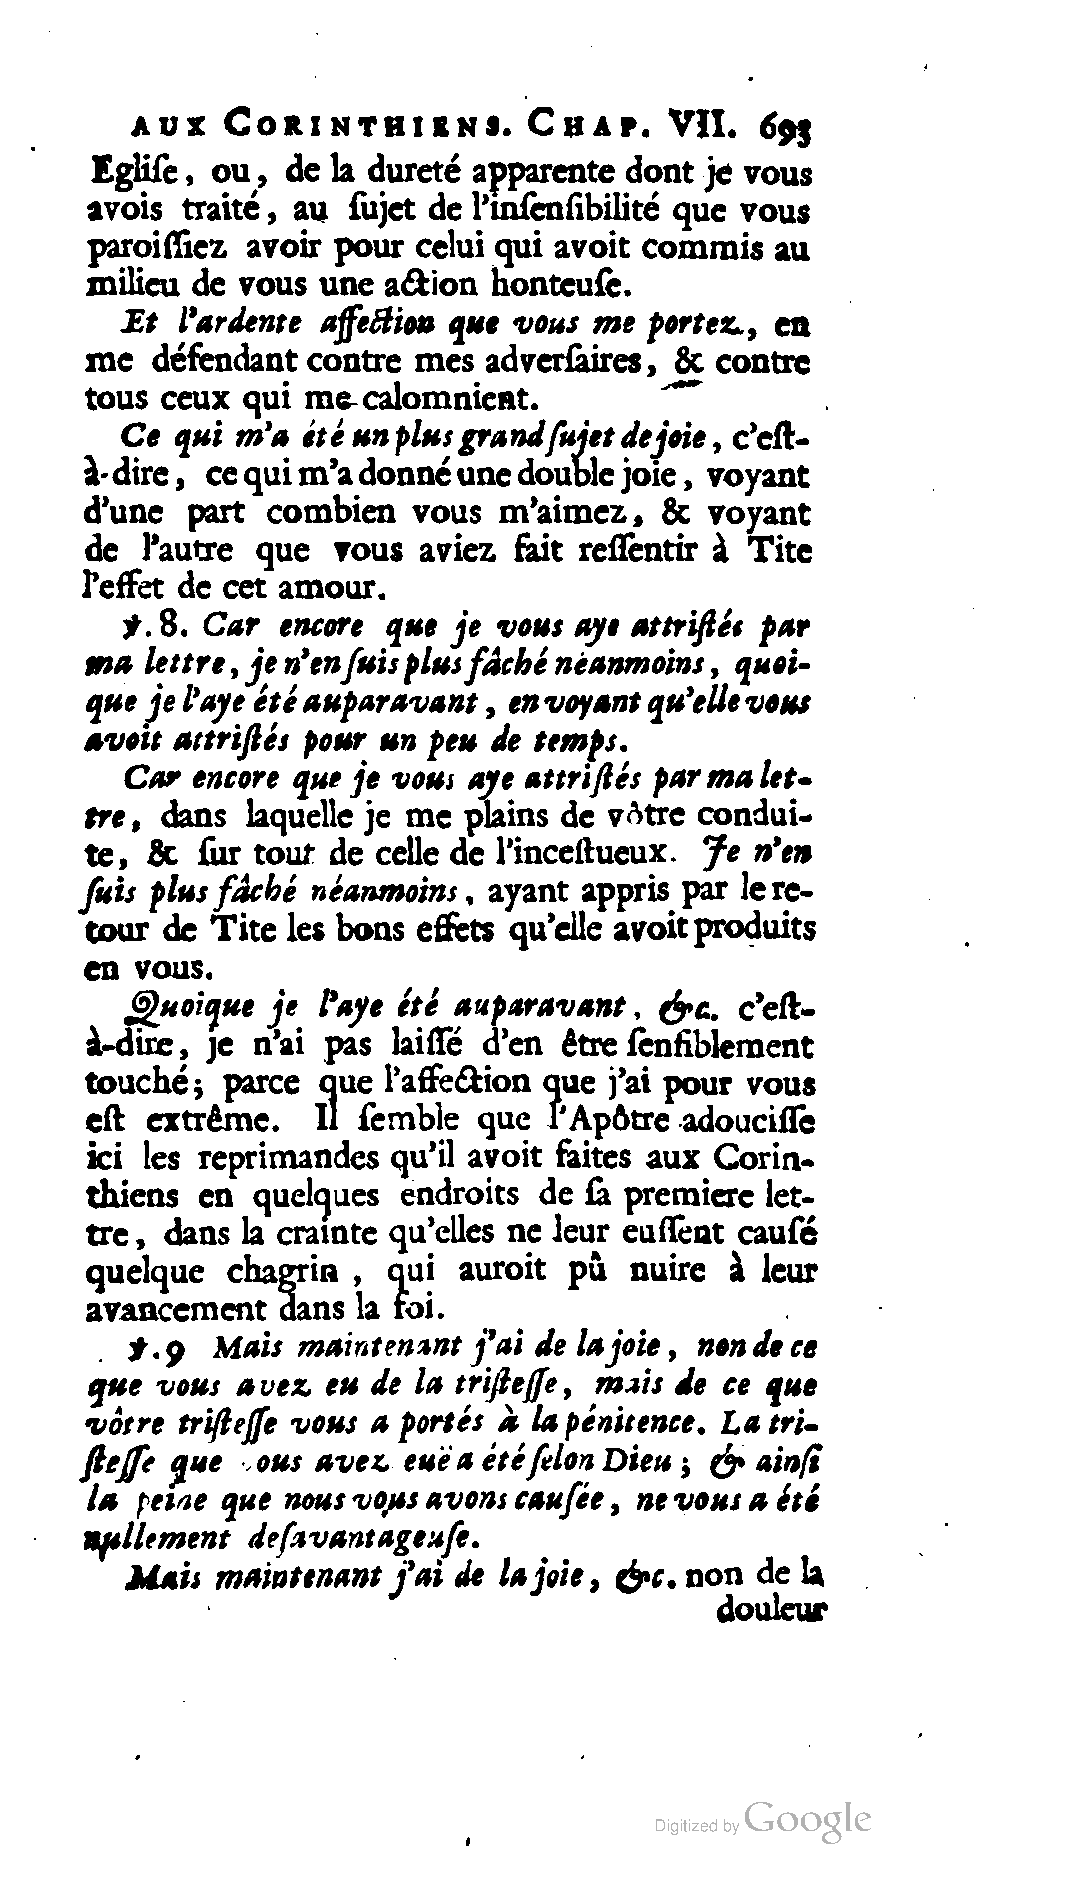 AUX CORINTHIENS. CHAP. VII. 693
Egliſe, ou, de la dureté apparente dont je vous
avois traité, au ſujet de l'inſenſibilité que vous
paroiſſiez avoir pour celui qui avoit commis au
milieu de vous une action honteuſe.
Et l'ardente affection que vous me portez, en
me défendant contre mes adverſaires, & contre
tous ceux qui me calomnient.
Ce qui m'a été un plus grand ſujet de joie, c'eſt-
à-dire, ce qui m'a donné une double joie, voyant
d'une part combien vous m'aimez, & voyant
de l'autre que vous aviez fait reſſentir à Tite
l'effet de cet amour.
℣. 8. Car encore que je vous aye attriſtés par
ma lettre, je n'en ſuis plus fâché néanmoins, quoi-
que je l'aye été auparavant, en voyant qu'elle vous
avoit attriſtés pour un peu de temps.
Car encore que je vous aye attriſtés par ma let-
tre, dans laquelle je me plains de vôtre condui-
te, & ſur tout de celle de l'inceſtueux. Je n'en
ſuis plus fâché néanmoins, ayant appris par le re-
tour de Tite les bons effets qu'elle avoit produits
en vous.
Quoique je l'aye été auparavant, &c. c'eſt-
à-dire, je n'ai pas laiſſé d'en être ſenſiblement
touché; parce que l'affection que j'ai pour vous
eſt extrême. Il ſemble que l'Apôtre adouciſſe
ici les reprimandes qu'il avoit faites aux Corin-
thiens en quelques endroits de ſa premiere let-
tre, dans la crainte qu'elles ne leur euſſent cauſé
quelque chagrin, qui auroit pû nuire à leur
avancement dans la foi.
℣. 9 Mais maintenant j'ai de la joie, non de ce
que vous avez eu de la triſteſſe, mais de ce que
vôtre triſteſſe vous a portés à la pénitence. La tri-
ſteſſe que vous avez euë a été ſelon Dieu; & ainſi
la peine que nous vous avons cauſée, ne vous a été
nullement deſavantageuſe.
Mais maintenant j'ai de la joie, &c. non de la
douleur
Digitized by Google